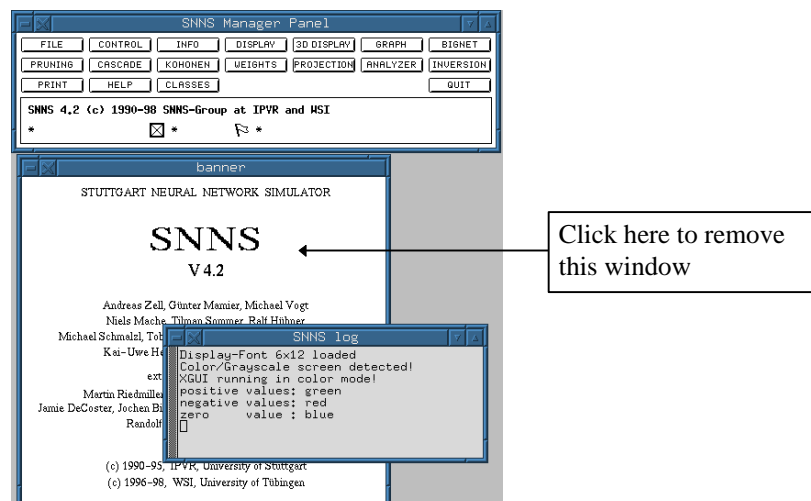 SNNS Manager Panel
FILE CONTROL INFO DISPLAY 3D DISPLAY GRAPH BIGNET
PRUNING CASCADE KOHONEN WEIGHTS PROJECTION ANALYZER INVERSION
PRINT HELP CLASSES QUIT
SNNS 4.2 (c) 1990-98 SNNS-Group at IPVR and WSI
* * *
banner
STUTTGART NEURAL NETWORK SIMULATOR
SNNS
V 4.2
Andreas Zell, Günter Mamier, Michael Vogt
Niels Mache, Tilman Sommer, Ralf Hübner
Michael Schmalzl, Tob
Kai-Uwe He
ext
Martin Riedmiller
Jamie DeCoster, Jochen Bi
Randolf
(c) 1990-95, IPVR, University of Stuttgart
(c) 1996-98, WSI, University of Tübingen
SNNS log
Display-Font 6x12 loaded
Color/Grayscale screen detected!
XGUI running in color mode!
positive values: green
negative values: red
zero value : blue
Click here to remove
this window